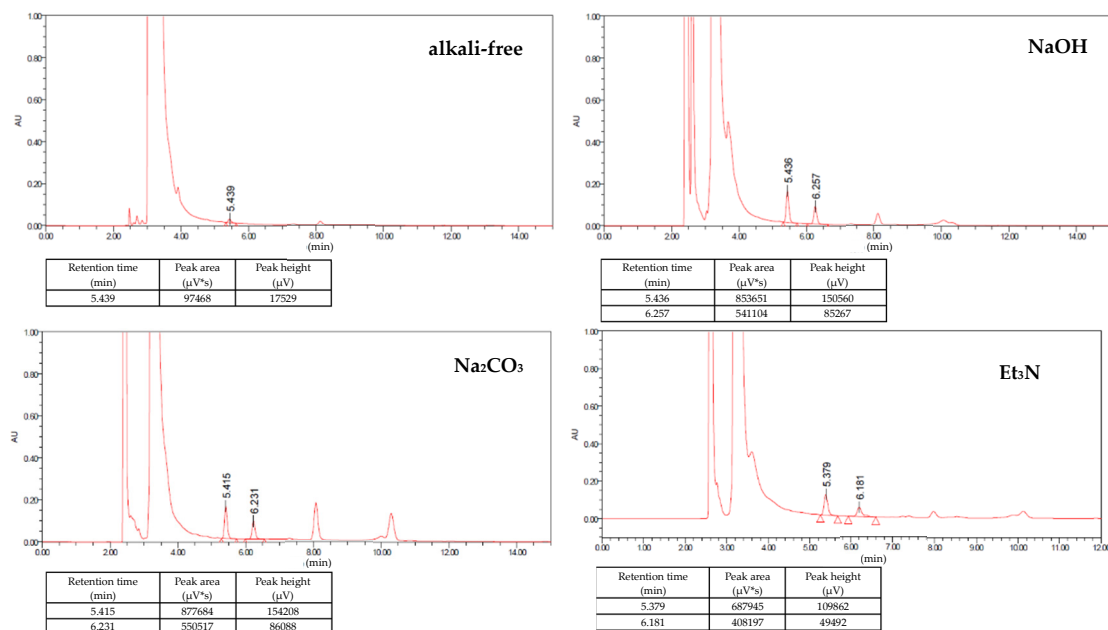 alkali-free
AU
1.00
0.80
0.60
0.40
0.20
0.00
5.439
0.00 2.00 4.00 6.00 8.00 10.00 12.00 14.00
(min)
Retention time (min) Peak area (μV*s) Peak height (μV)
5.439 97468 17529
NaOH
AU
1.00
0.80
0.60
0.40
0.20
0.00
5.436
6.257
0.00 2.00 4.00 6.00 8.00 10.00 12.00 14.00
(min)
Retention time (min) Peak area (μV*s) Peak height (μV)
5.436 853651 150560
6.257 541104 85267
Na₂CO₃
AU
1.00
0.80
0.60
0.40
0.20
0.00
5.415
6.231
0.00 2.00 4.00 6.00 8.00 10.00 12.00 14.00
(min)
Retention time (min) Peak area (μV*s) Peak height (μV)
5.415 877684 154208
6.231 550517 86088
Et₃N
AU
1.00
0.80
0.60
0.40
0.20
0.00
5.379
6.181
0.00 1.00 2.00 3.00 4.00 5.00 6.00 7.00 8.00 9.00 10.00 11.00 12.00
(min)
Retention time (min) Peak area (μV*s) Peak height (μV)
5.379 687945 109862
6.181 408197 49492